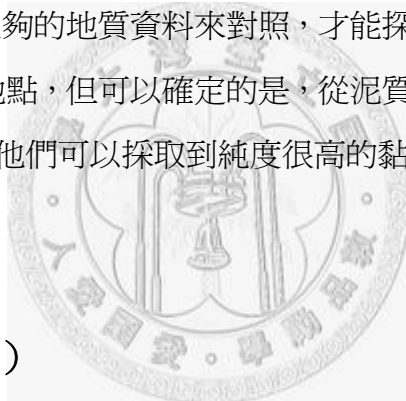 夠的地質資料來對照，才能探
地點，但可以確定的是，從泥質
他們可以採取到純度很高的黏
）